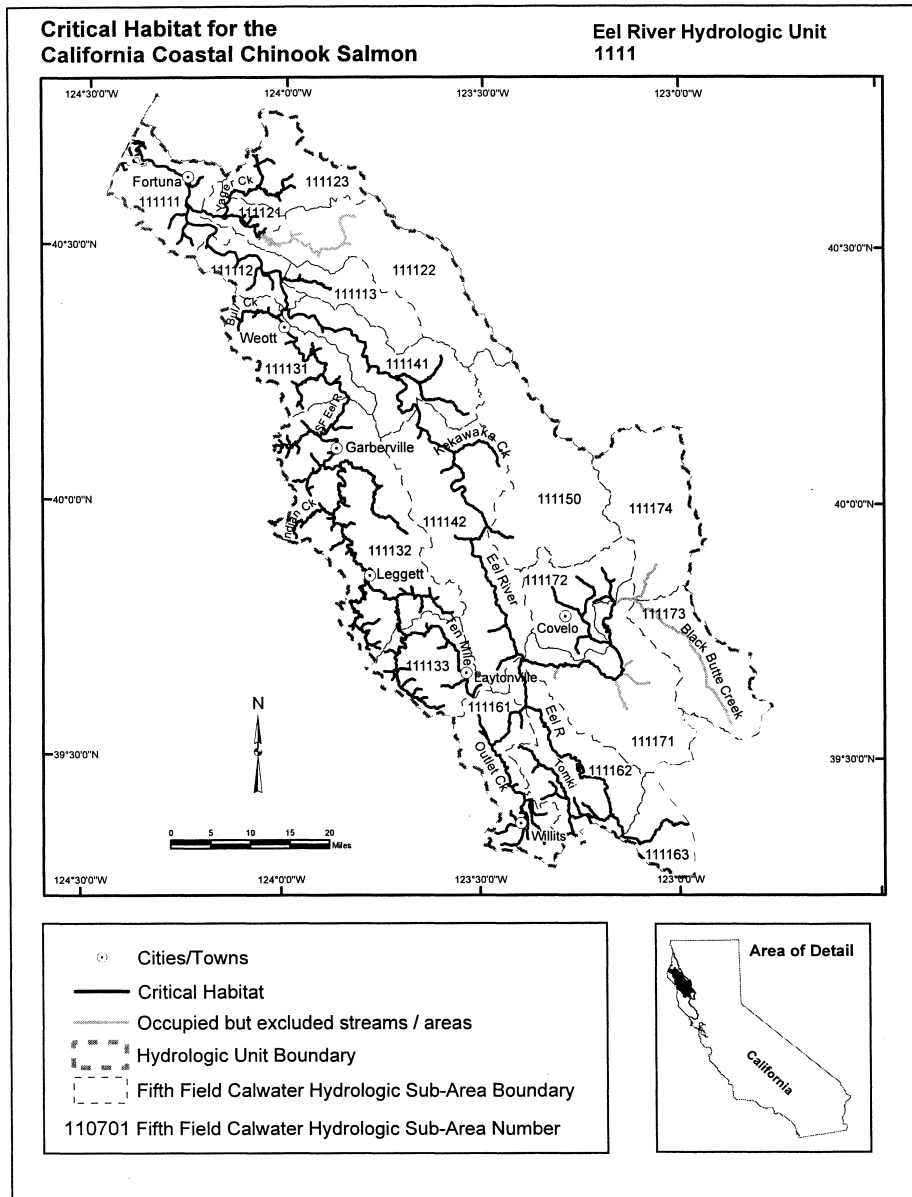 Critical Habitat for the
California Coastal Chinook Salmon
Eel River Hydrologic Unit
1111
124°30'0"W
124°0'0"W
123°30'0"W
123°0'0"W
Fortuna
111111
Yager Ck
111123
111121
40°30'0"N
40°30'0"N
111112
111122
111113
Bull Ck
Weott
111131
111141
SF Eel R
Garberville
Kekawaka Ck
40°0'0"N
40°0'0"N
111150
111174
Indian Ck
111142
111132
Leggett
Eel River
111172
Covelo
111173
Black Butte Creek
Ten Mile
111133
Laytonville
111161
N
Eel R
111171
39°30'0"N
39°30'0"N
Outlet Ck
Tomki
111162
Willits
111163
0 5 10 15 20
Miles
124°30'0"W
124°0'0"W
123°30'0"W
123°0'0"W
Cities/Towns
Critical Habitat
Occupied but excluded streams / areas
Hydrologic Unit Boundary
Fifth Field Calwater Hydrologic Sub-Area Boundary
110701 Fifth Field Calwater Hydrologic Sub-Area Number
Area of Detail
California